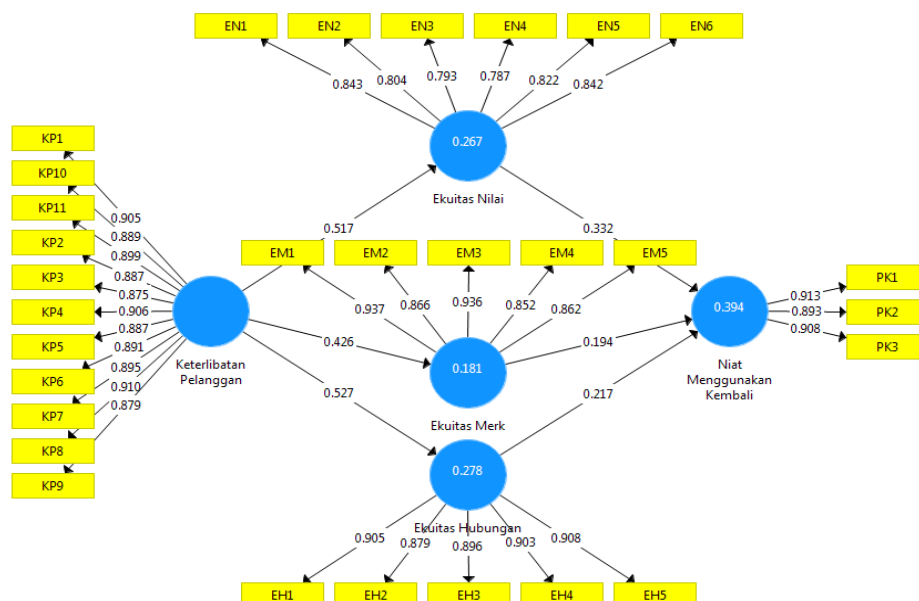 EN1 EN2 EN3 EN4 EN5 EN6
0.843 0.804 0.793 0.787 0.822 0.842
0.267
Ekuitas Nilai
KP1
KP10
KP11
KP2
KP3
KP4
KP5
KP6
KP7
KP8
KP9
0.905
0.889
0.899
0.887
0.875
0.906
0.887
0.891
0.895
0.910
0.879
Keterlibatan
Pelanggan
0.517
0.426
0.527
EM1 EM2 EM3 EM4 EM5
0.937 0.866 0.936 0.852 0.862
0.181
Ekuitas Merk
0.332
0.194
0.217
0.394
Niat
Menggunakan
Kembali
0.913
0.893
0.908
PK1
PK2
PK3
0.278
Ekuitas Hubungan
0.905 0.879 0.896 0.903 0.908
EH1 EH2 EH3 EH4 EH5